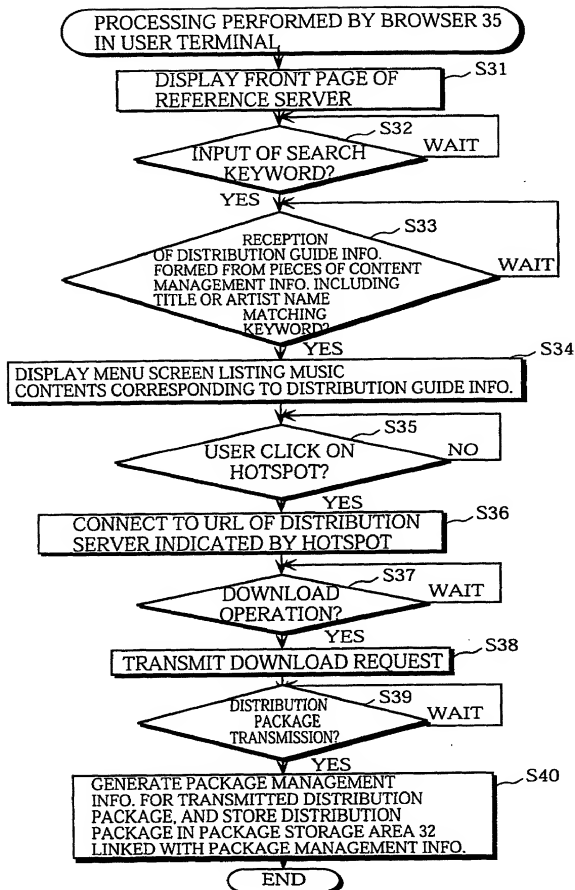 PROCESSING PERFORMED BY BROWSER 35
IN USER TERMINAL
S31
DISPLAY FRONT PAGE OF
REFERENCE SERVER
S32
INPUT OF SEARCH
KEYWORD?
WAIT
YES
S33
RECEPTION
OF DISTRIBUTION GUIDE INFO.
FORMED FROM PIECES OF CONTENT
MANAGEMENT INFO. INCLUDING
TITLE OR ARTIST NAME
MATCHING
KEYWORD?
WAIT
YES
S34
DISPLAY MENU SCREEN LISTING MUSIC
CONTENTS CORRESPONDING TO DISTRIBUTION GUIDE INFO.
S35
USER CLICK ON
HOTSPOT?
NO
YES
S36
CONNECT TO URL OF DISTRIBUTION
SERVER INDICATED BY HOTSPOT
S37
DOWNLOAD
OPERATION?
WAIT
YES
S38
TRANSMIT DOWNLOAD REQUEST
S39
DISTRIBUTION
PACKAGE
TRANSMISSION?
WAIT
YES
S40
GENERATE PACKAGE MANAGEMENT
INFO. FOR TRANSMITTED DISTRIBUTION
PACKAGE, AND STORE DISTRIBUTION
PACKAGE IN PACKAGE STORAGE AREA 32
LINKED WITH PACKAGE MANAGEMENT INFO.
END